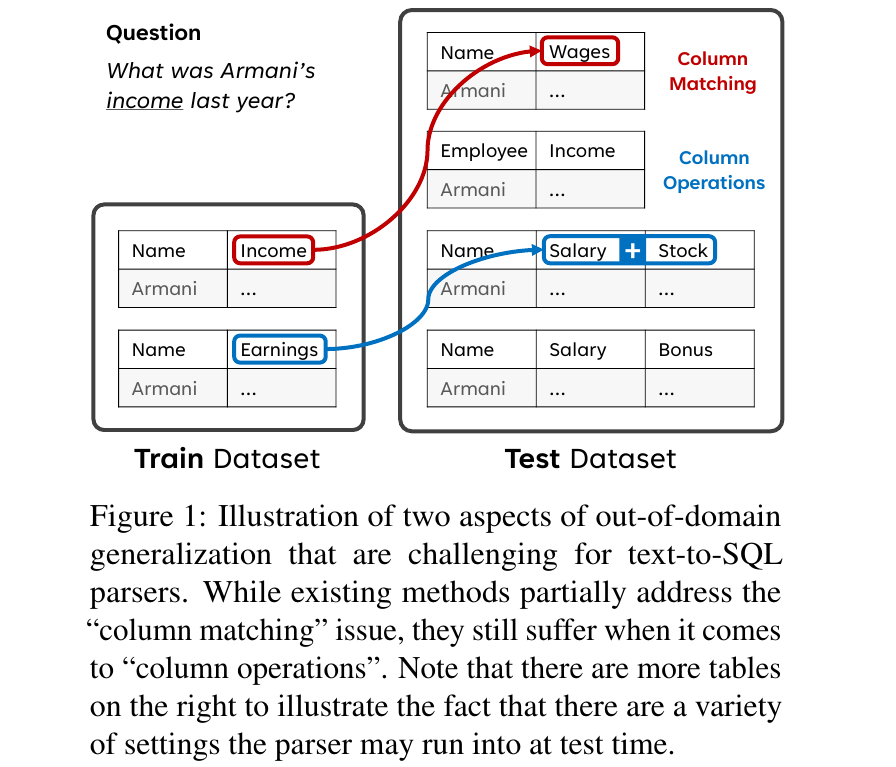 Question
What was Armani's
income last year?
Name Wages
Armani ...
Column
Matching
Employee Income
Armani ...
Column
Operations
Name Income
Armani ...
Name Earnings
Armani ...
Name Salary + Stock
Armani ... ...
Name Salary Bonus
Armani ... ...
Train Dataset
Test Dataset
Figure 1: Illustration of two aspects of out-of-domain
generalization that are challenging for text-to-SQL
parsers. While existing methods partially address the
“column matching” issue, they still suffer when it comes
to “column operations”. Note that there are more tables
on the right to illustrate the fact that there are a variety
of settings the parser may run into at test time.